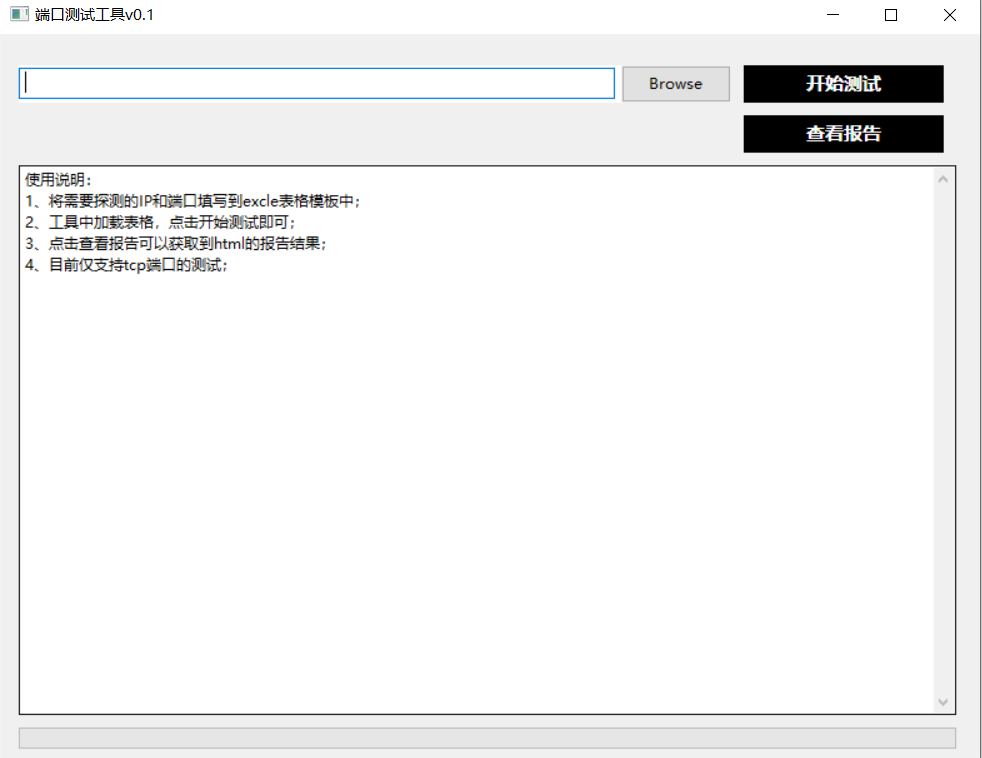 端口测试工具v0.1
Browse
开始测试
查看报告
使用说明：
1、将需要探测的IP和端口填写到excle表格模板中；
2、工具中加载表格，点击开始测试即可；
3、点击查看报告可以获取到html的报告结果；
4、目前仅支持tcp端口的测试；